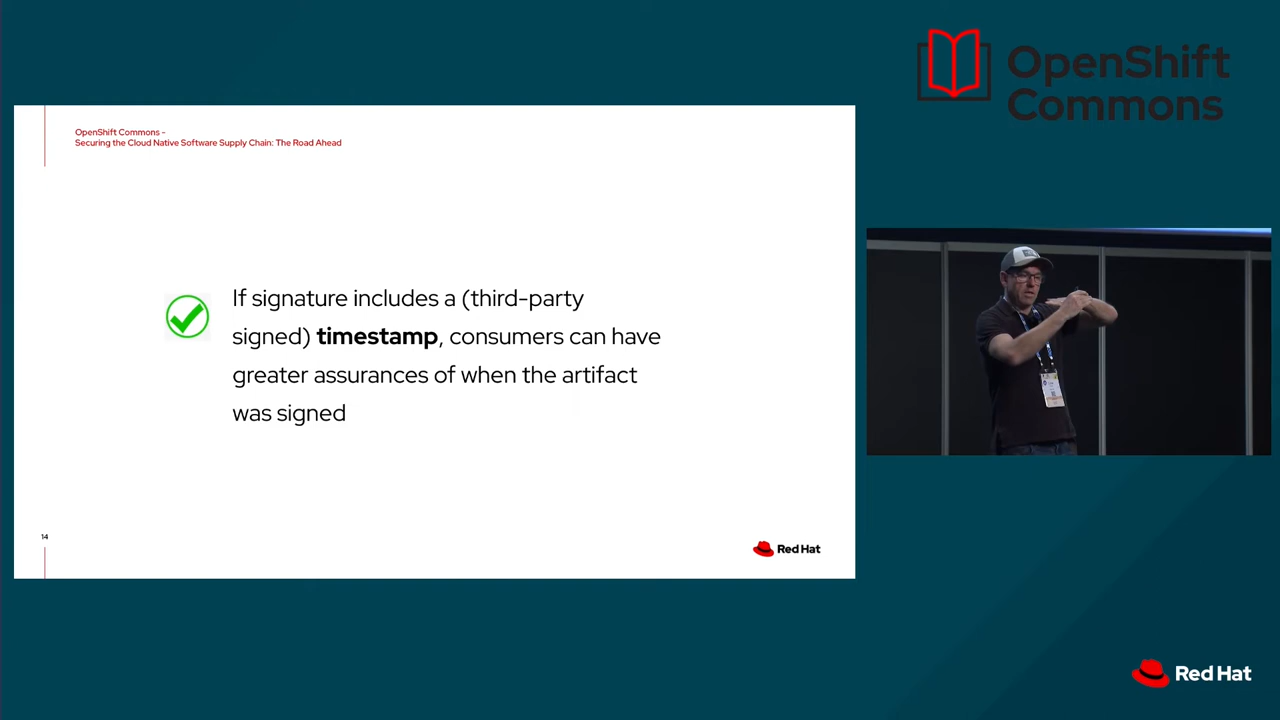 OpenShift
Commons
OpenShift Commons -
Securing the Cloud Native Software Supply Chain: The Road Ahead
If signature includes a (third-party
signed) timestamp, consumers can have
greater assurances of when the artifact
was signed
14
Red Hat
Red Hat